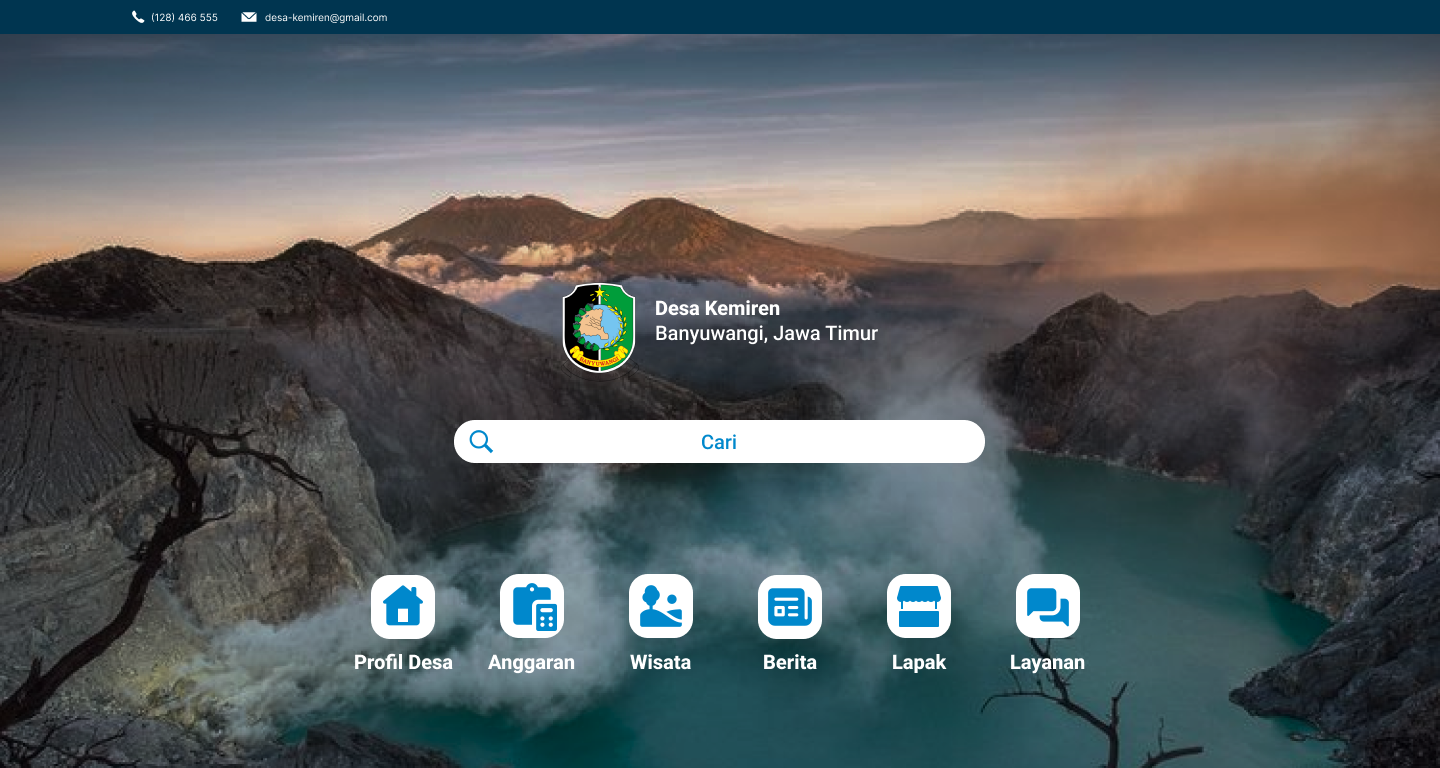 (128) 466 555
desa-kemiren@gmail.com
Desa Kemiren
Banyuwangi, Jawa Timur
BANYUWANGI
Cari
Profil Desa
Anggaran
Wisata
Berita
Lapak
Layanan